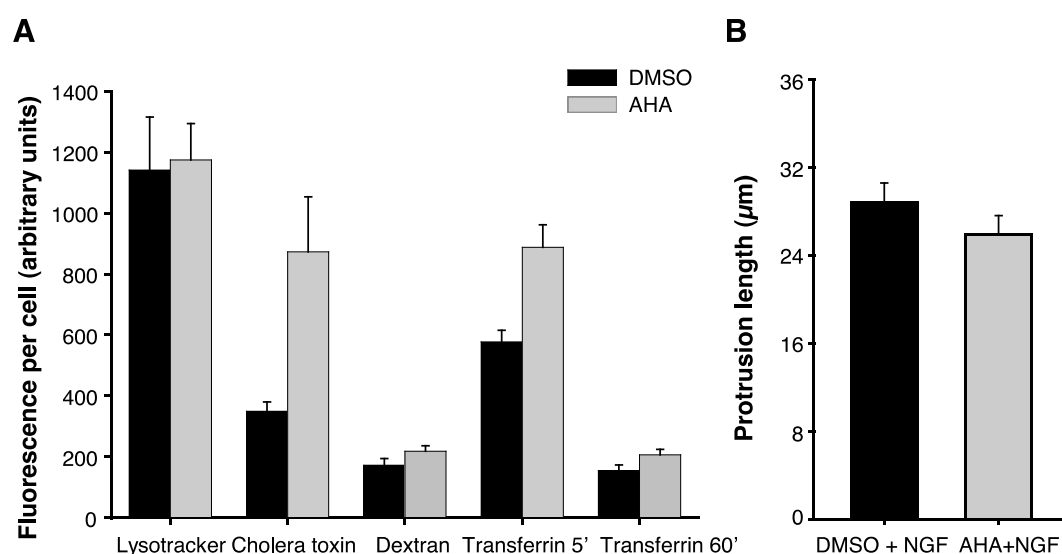 A
B
DMSO
AHA
Fluorescence per cell (arbitrary units)
1400
1200
1000
800
600
400
200
0
Lysotracker Cholera toxin Dextran Transferrin 5’ Transferrin 60’
Protrusion length (µm)
36
32
24
16
8
0
DMSO + NGF AHA+NGF